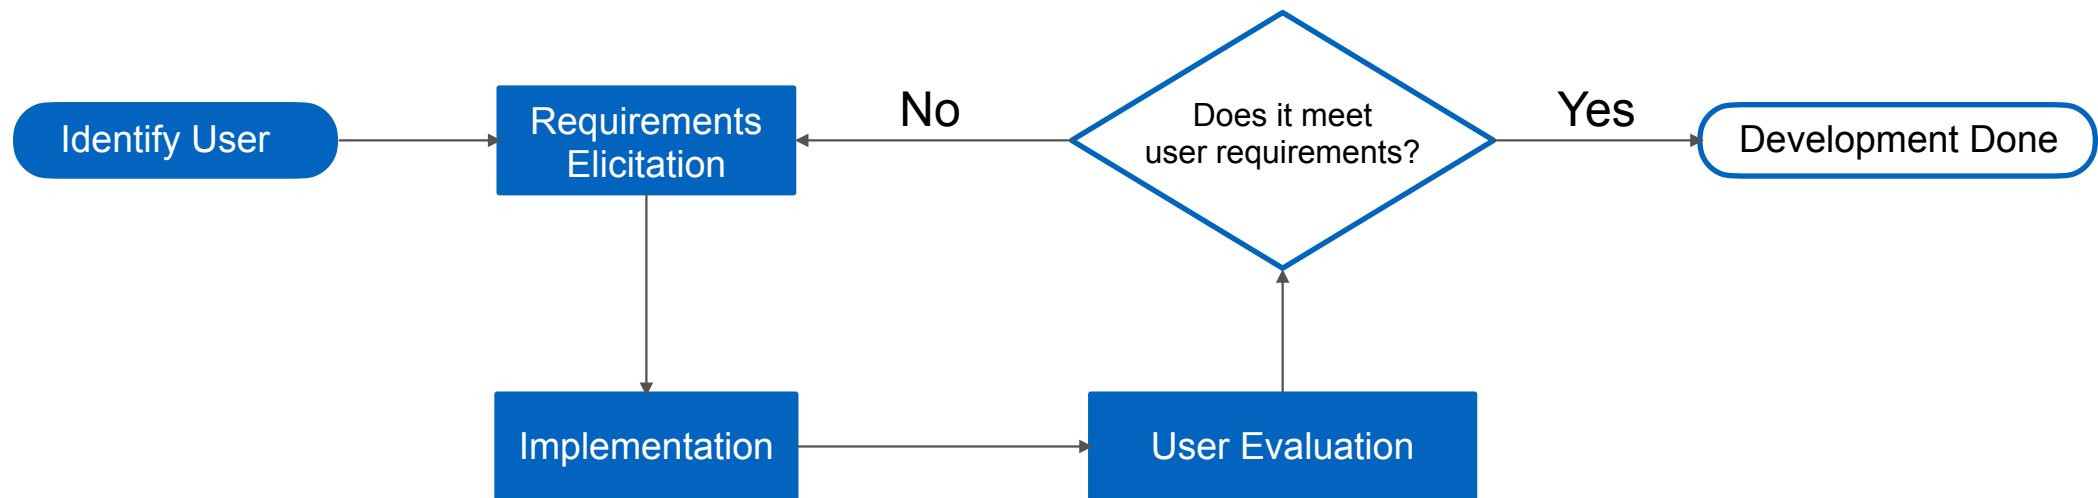 Identify User
Requirements
Elicitation
No
Does it meet
user requirements?
Yes
Development Done
Implementation
User Evaluation